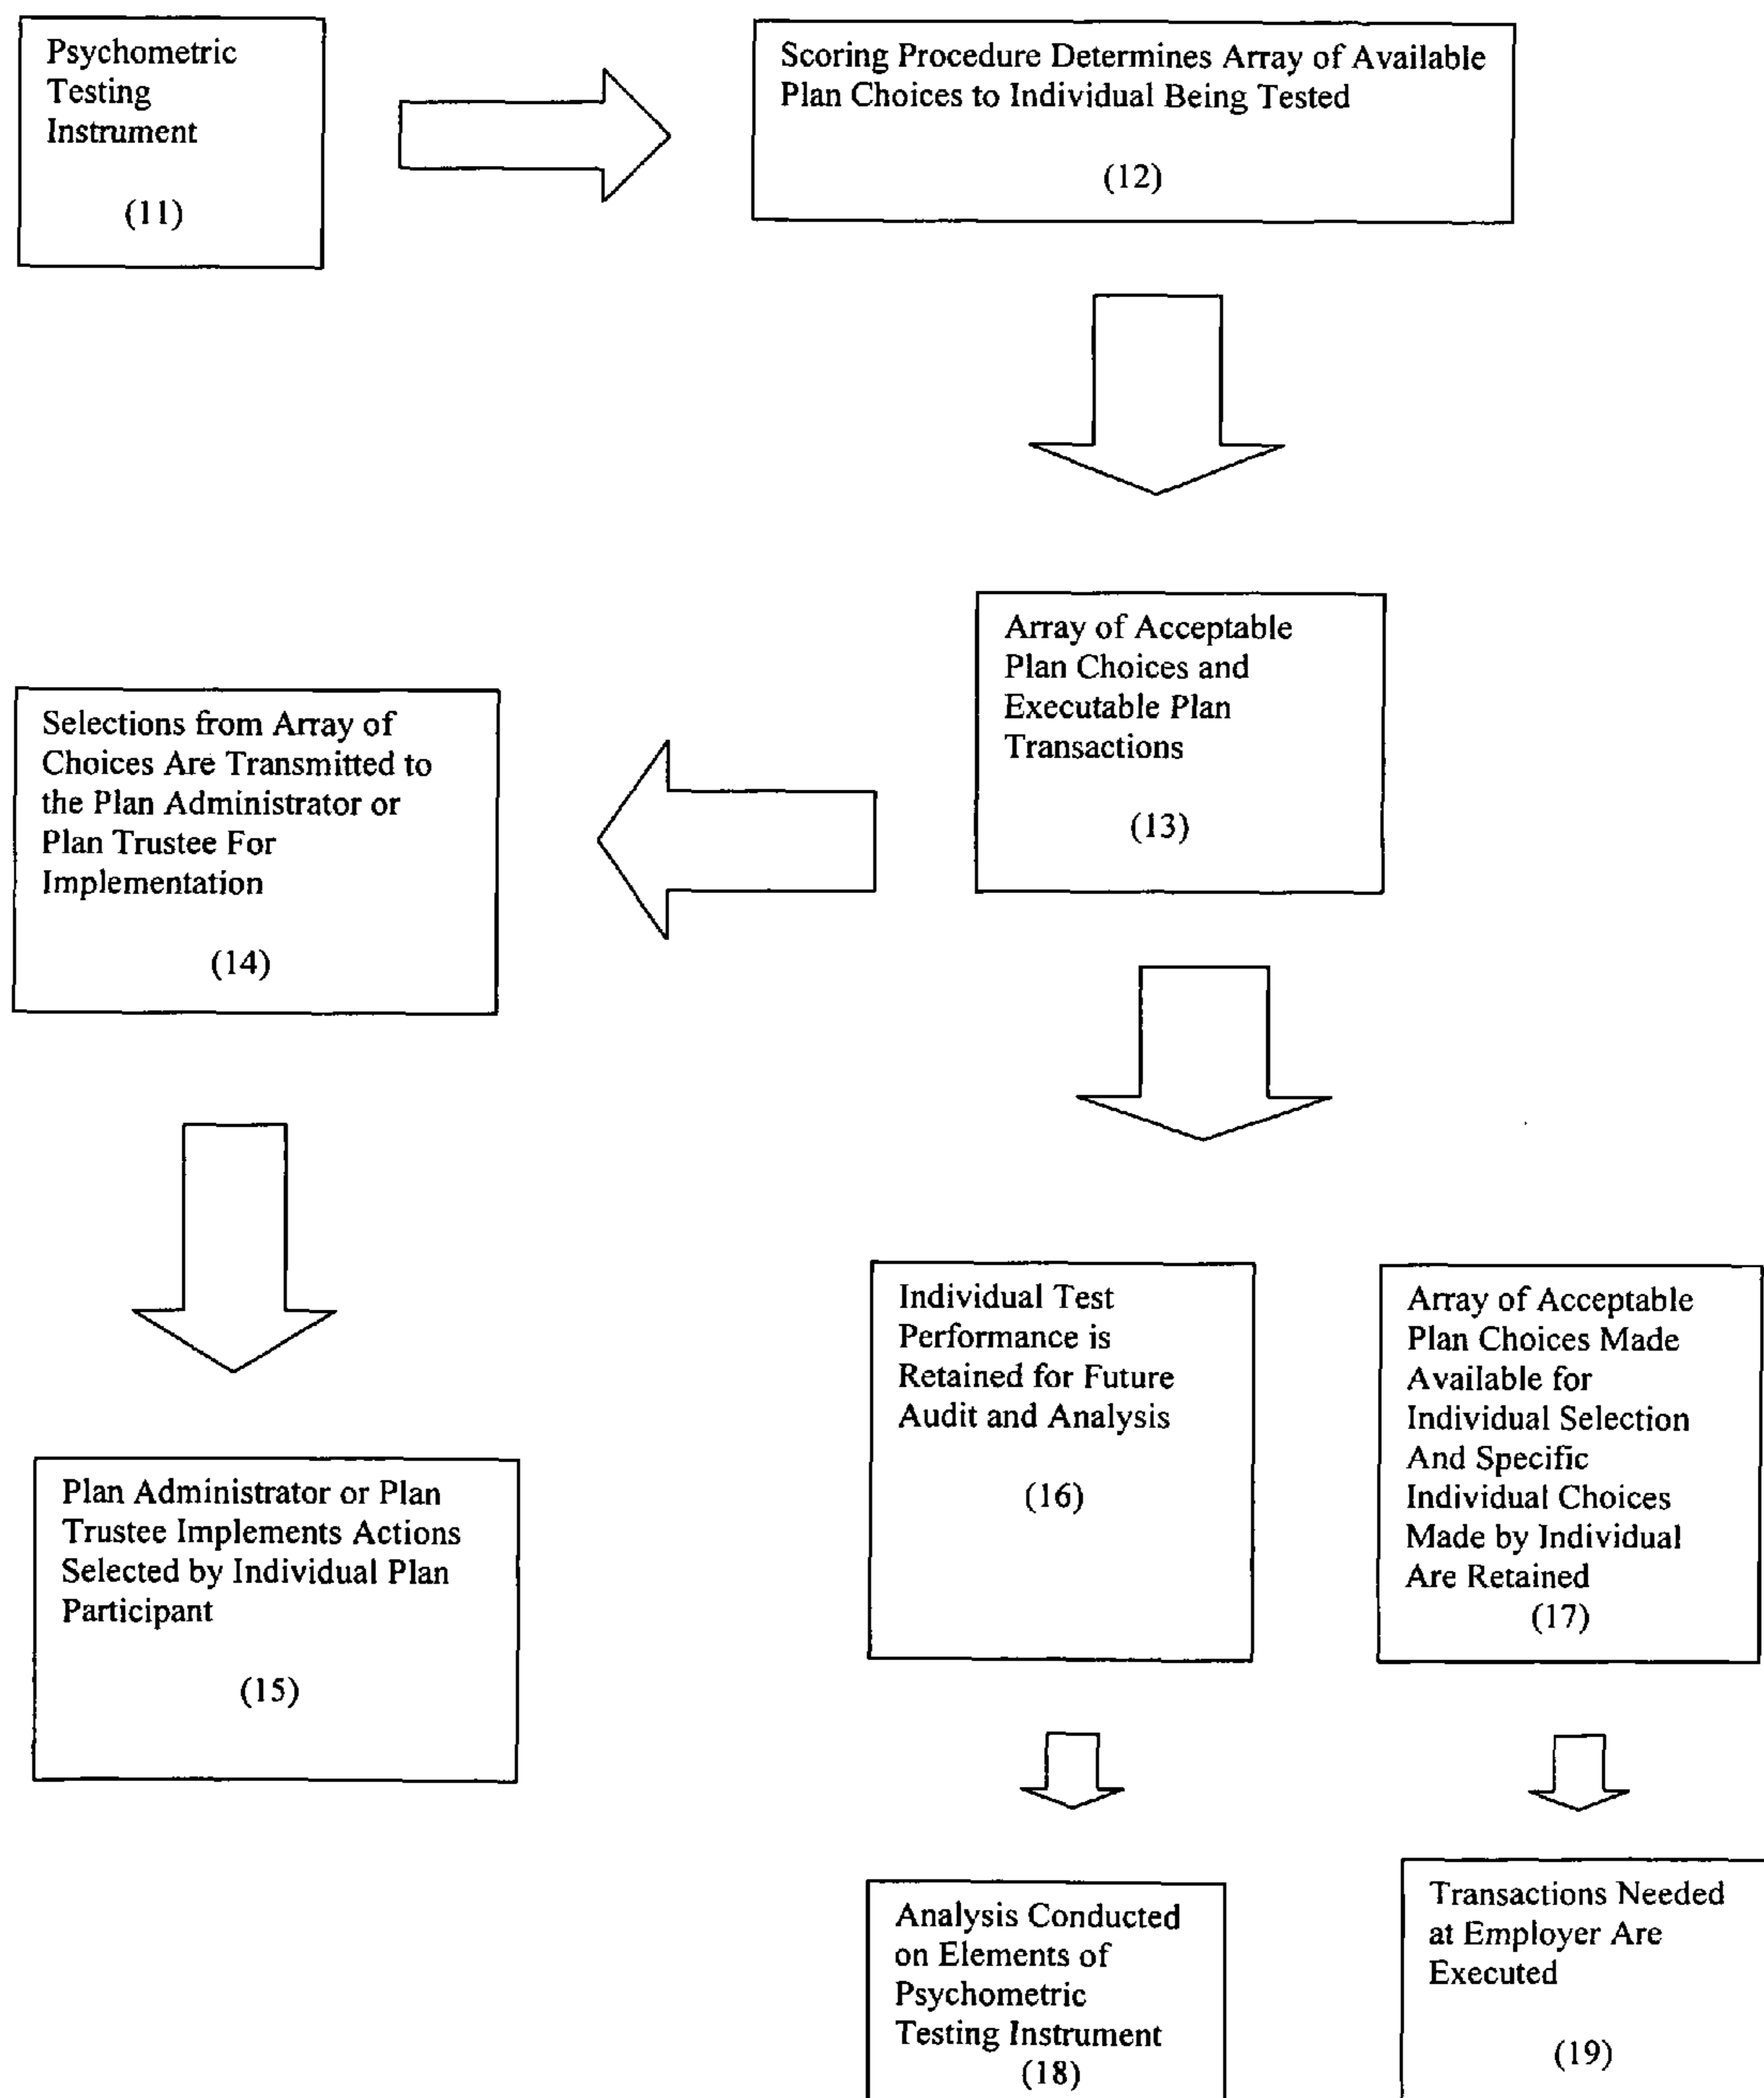 Psychometric
Testing
Instrument
(11)
Scoring Procedure Determines Array of Available
Plan Choices to Individual Being Tested
(12)
Array of Acceptable
Plan Choices and
Executable Plan
Transactions
(13)
Selections from Array of
Choices Are Transmitted to
the Plan Administrator or
Plan Trustee For
Implementation
(14)
Plan Administrator or Plan
Trustee Implements Actions
Selected by Individual Plan
Participant
(15)
Individual Test
Performance is
Retained for Future
Audit and Analysis
(16)
Array of Acceptable
Plan Choices Made
Available for
Individual Selection
And Specific
Individual Choices
Made by Individual
Are Retained
(17)
Analysis Conducted
on Elements of
Psychometric
Testing Instrument
(18)
Transactions Needed
at Employer Are
Executed
(19)